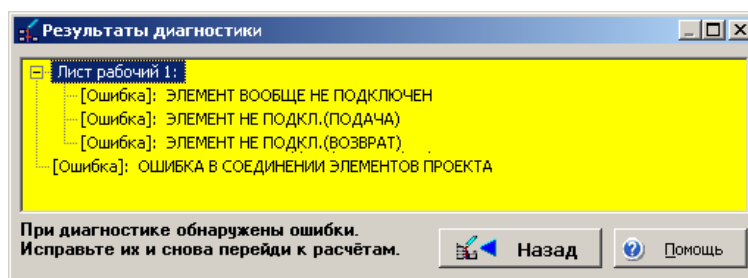 Результаты диагностики
Лист рабочий 1:
[Ошибка]: ЭЛЕМЕНТ ВООБЩЕ НЕ ПОДКЛЮЧЕН
[Ошибка]: ЭЛЕМЕНТ НЕ ПОДКЛ.(ПОДАЧА)
[Ошибка]: ЭЛЕМЕНТ НЕ ПОДКЛ.(ВОЗВРАТ)
[Ошибка]: ОШИБКА В СОЕДИНЕНИИ ЭЛЕМЕНТОВ ПРОЕКТА
При диагностике обнаружены ошибки.
Исправьте их и снова перейди к расчётам.
Назад
Помощь